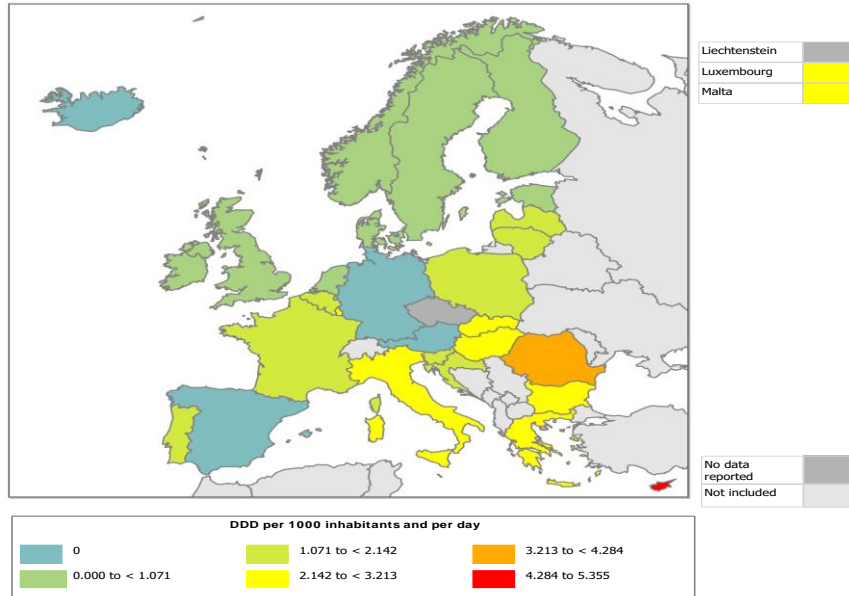 Liechtenstein
Luxembourg
Malta
No data
reported
Not included
DDD per 1000 inhabitants and per day
0
1.071 to < 2.142
3.213 to < 4.284
0.000 to < 1.071
2.142 to < 3.213
4.284 to 5.355